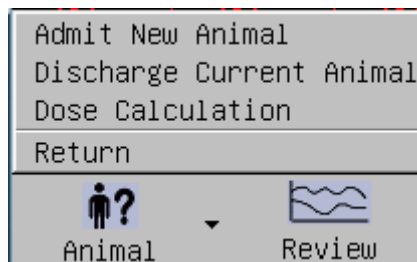 Admit New Animal
Discharge Current Animal
Dose Calculation
Return
?
Animal
Review